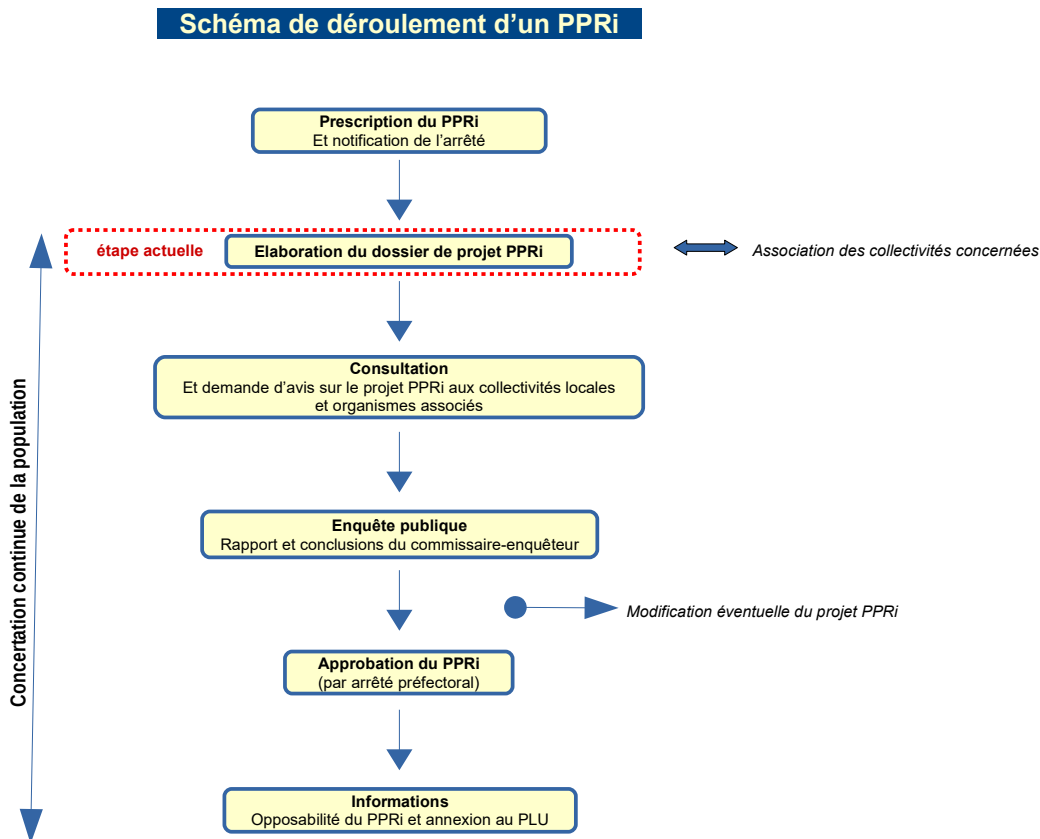 Schéma de déroulement d’un PPRi
Prescription du PPRi
Et notification de l’arrêté
étape actuelle
Elaboration du dossier de projet PPRi
Association des collectivités concernées
Consultation
Et demande d’avis sur le projet PPRi aux collectivités locales
et organismes associés
Concertation continue de la population
Enquête publique
Rapport et conclusions du commissaire-enquêteur
Modification éventuelle du projet PPRi
Approbation du PPRi
(par arrêté préfectoral)
Informations
Opposabilité du PPRi et annexion au PLU